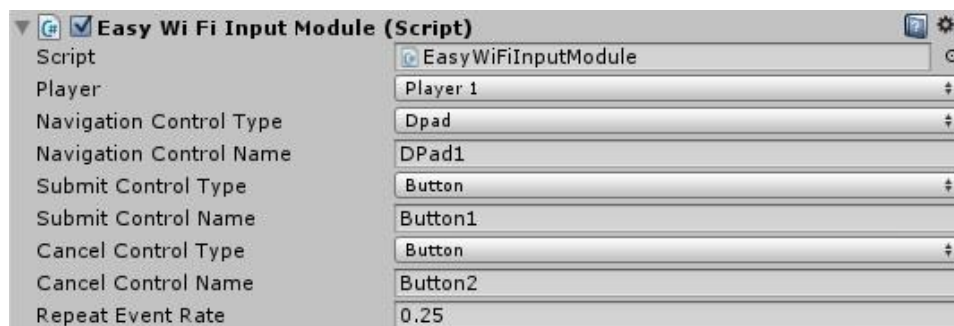 Easy Wi Fi Input Module (Script)
Script EasyWiFiInputModule
Player Player 1
Navigation Control Type Dpad
Navigation Control Name DPad1
Submit Control Type Button
Submit Control Name Button1
Cancel Control Type Button
Cancel Control Name Button2
Repeat Event Rate 0.25